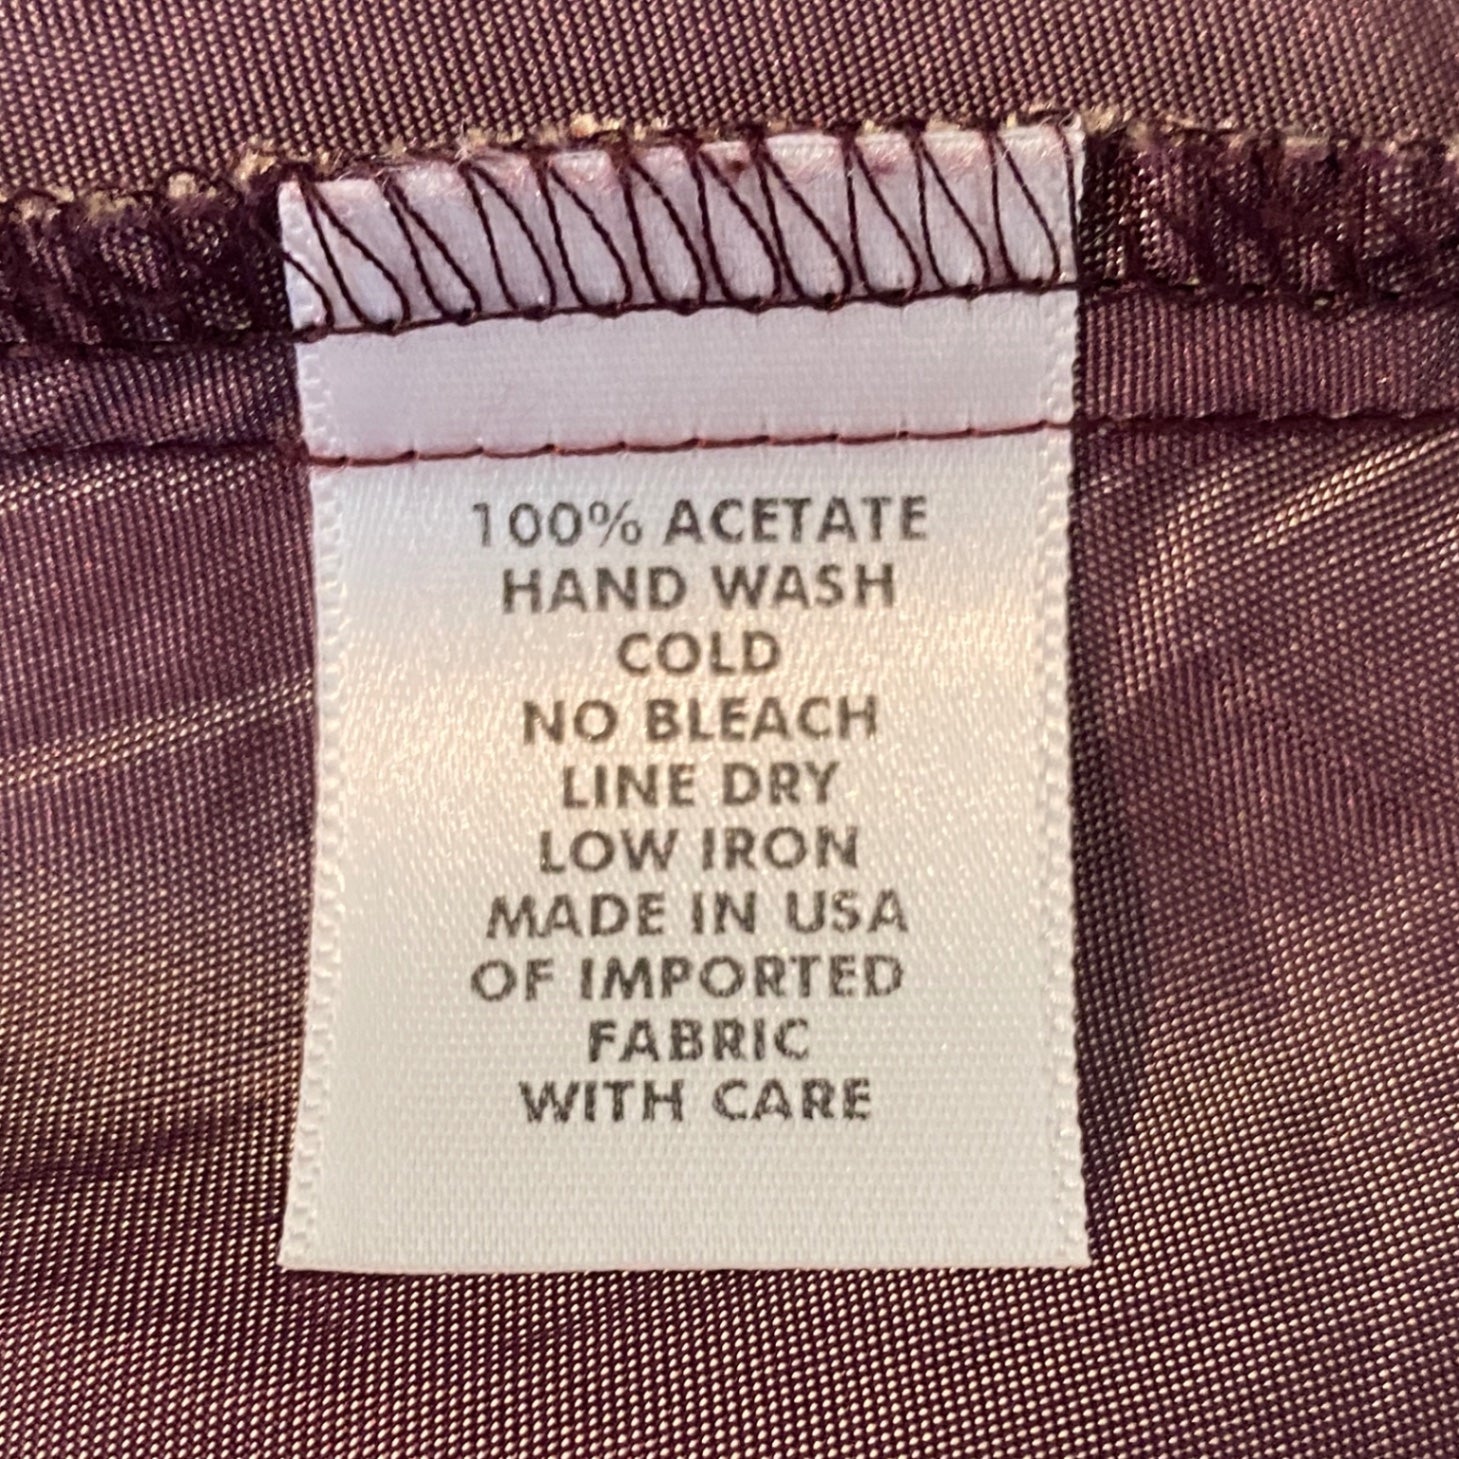 100% ACETATE
HAND WASH
COLD
NO BLEACH
LINE DRY
LOW IRON
MADE IN USA
OF IMPORTED
FABRIC
WITH CARE